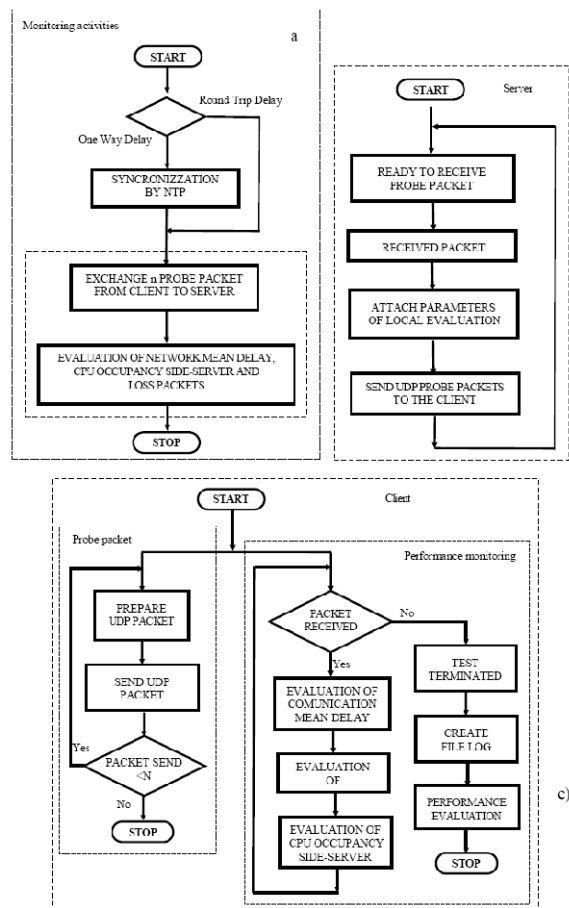 Monitoring activities
a
START
Round Trip Delay
One Way Delay
SYNCRONIZZATION
BY NTP
EXCHANGE n PROBE PACKET
FROM CLIENT TO SERVER
EVALUATION OF NETWORK MEAN DELAY,
CPU OCCUPANCY SIDE-SERVER AND
LOSS PACKETS
STOP
START
Server
READY TO RECEIVE
PROBE PACKET
RECEIVED PACKET
ATTACH PARAMETERS
OF LOCAL EVALUATION
SEND UDP PROBE PACKETS
TO THE CLIENT
START
Client
Probe packet
PREPARE
UDP PACKET
SEND UDP
PACKET
Yes
PACKET SEND
<N
No
STOP
Performance monitoring
PACKET
RECEIVED
No
Yes
EVALUATION OF
COMUNICATION
MEAN DELAY
EVALUATION
OF
EVALUATION OF
CPU OCCUPANCY
SIDE-SERVER
TEST
TERMINATED
CREATE
FILE LOG
PERFORMANCE
EVALUATION
STOP
c)